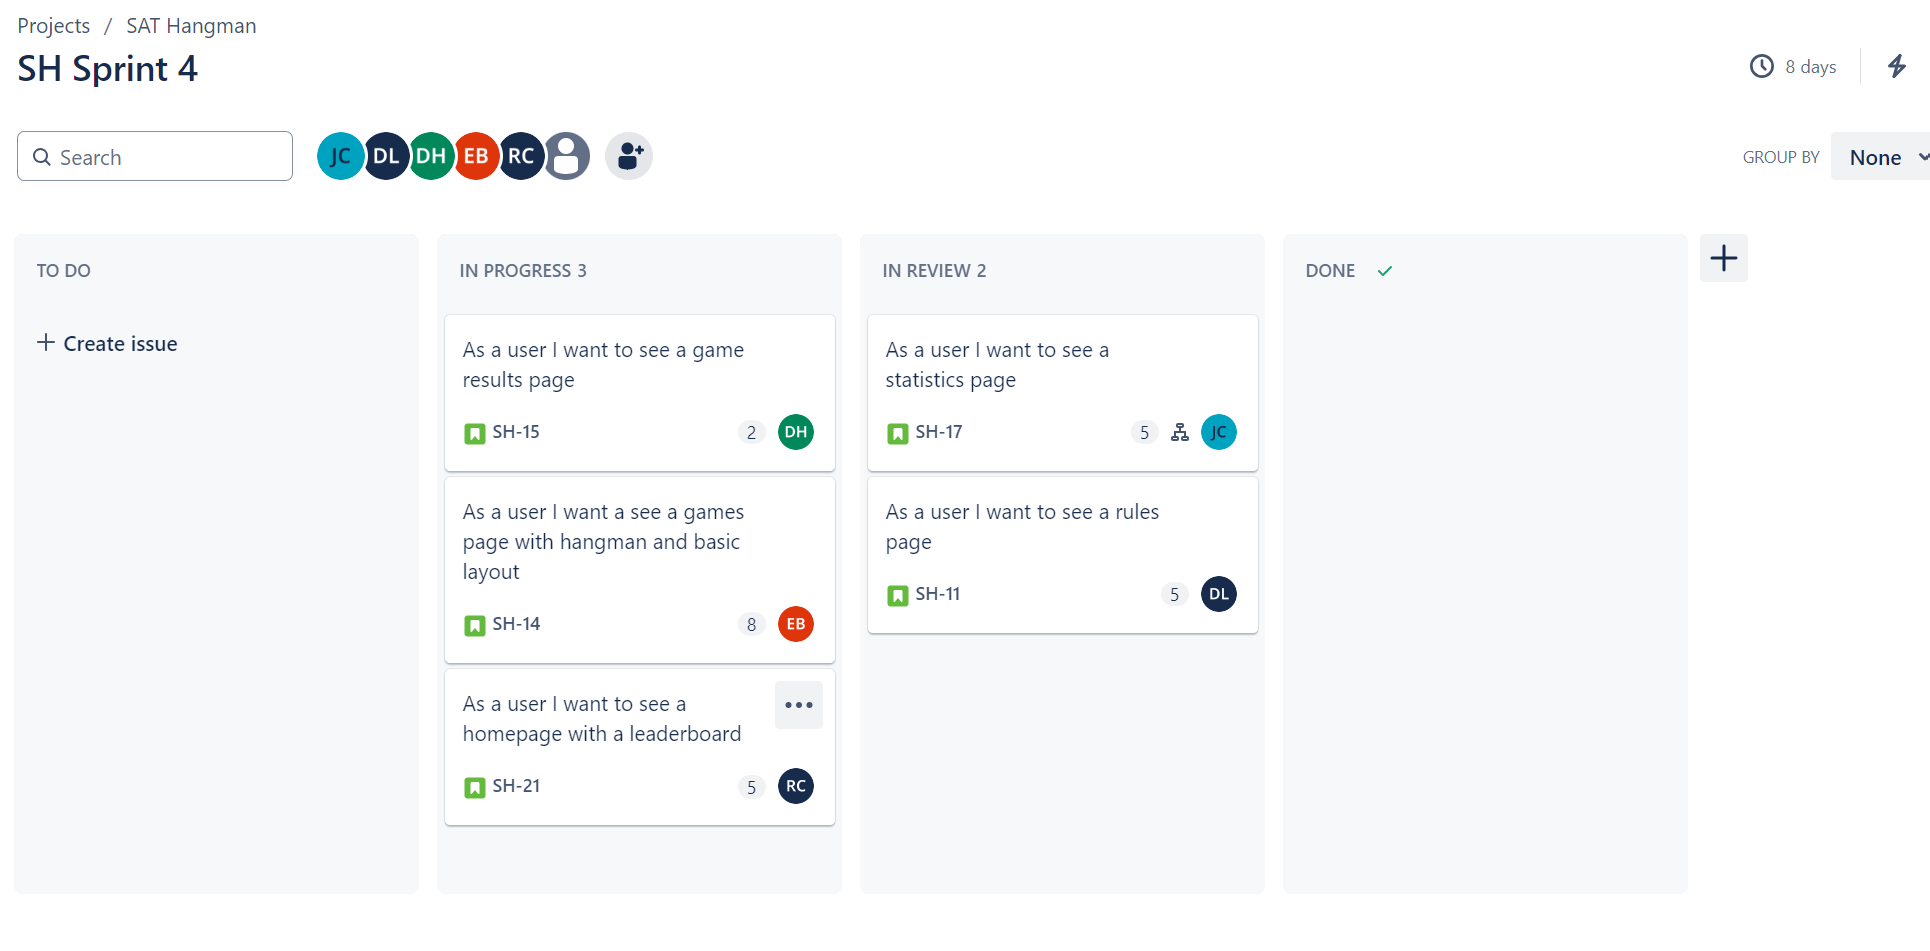 Projects / SAT Hangman
SH Sprint 4
8 days
Search
JC DL DH EB RC
GROUP BY None
TO DO
Create issue
IN PROGRESS 3
As a user I want to see a game
results page
SH-15 2 DH
As a user I want a see a games
page with hangman and basic
layout
SH-14 8 EB
As a user I want to see a
homepage with a leaderboard
SH-21 5 RC
IN REVIEW 2
As a user I want to see a
statistics page
SH-17 5 JC
As a user I want to see a rules
page
SH-11 5 DL
DONE